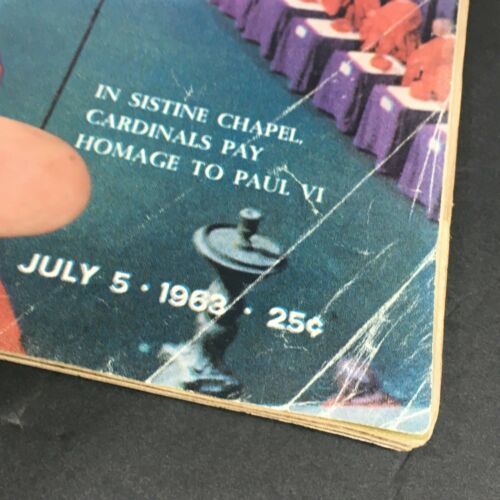 IN SISTINE CHAPEL,
CARDINALS PAY
HOMAGE TO PAUL VI
JULY 5 · 1963 · 25¢